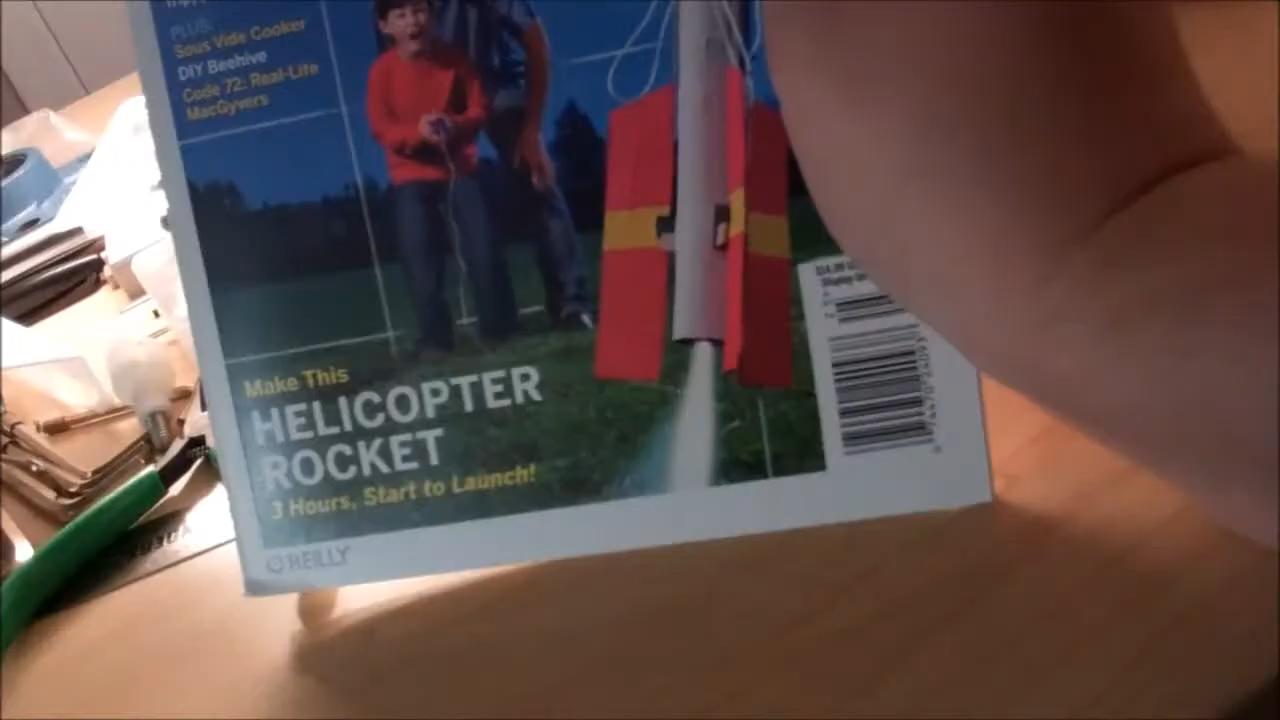 PLUS:
Sous Vide Cooker
DIY Beehive
Code 72: Real-Life
MacGyvers
Make This
HELICOPTER
ROCKET
3 Hours, Start to Launch!
O'REILLY